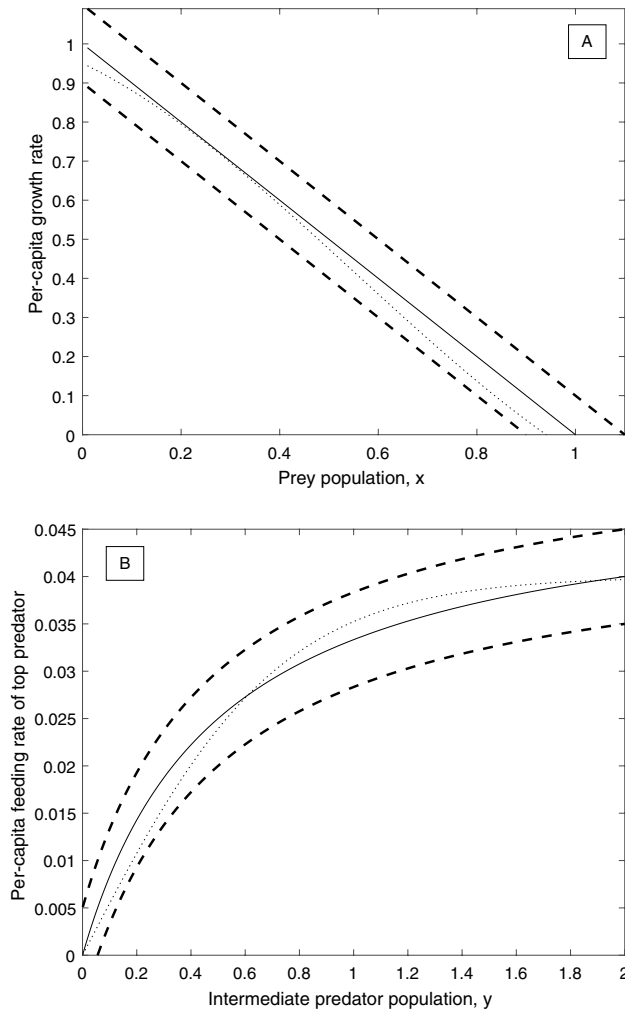 A
1
0.9
0.8
0.7
0.6
0.5
0.4
0.3
0.2
0.1
0
Per-capita growth rate
0 0.2 0.4 0.6 0.8 1
Prey population, x
B
0.045
0.04
0.035
0.03
0.025
0.02
0.015
0.01
0.005
0
Per-capita feeding rate of top predator
0.2 0.4 0.6 0.8 1 1.2 1.4 1.6 1.8 2
Intermediate predator population, y